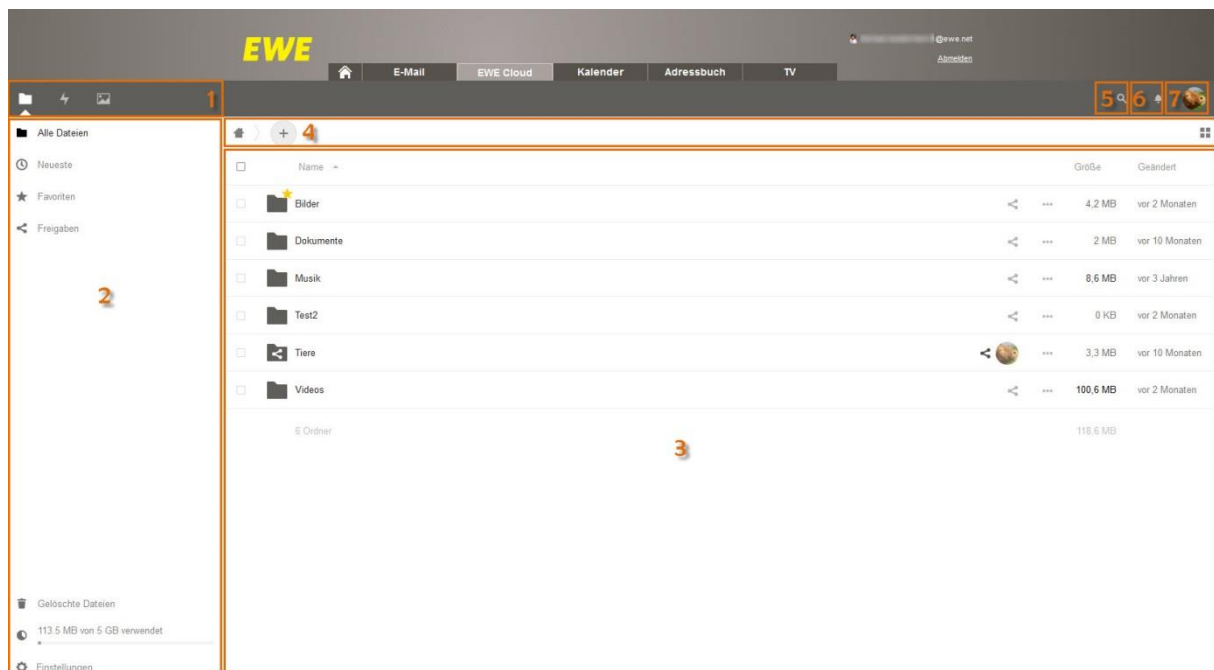 EWE
@ewe.net
Abmelden
E-Mail EWE Cloud Kalender Adressbuch TV
1 5 6 7
Alle Dateien
4
Neueste
Name Größe Geändert
Favoriten
Bilder 4,2 MB vor 2 Monaten
Freigaben
Dokumente 2 MB vor 10 Monaten
Musik 8,6 MB vor 3 Jahren
2
Test2 0 KB vor 2 Monaten
Tiere 3,3 MB vor 10 Monaten
Videos 100,6 MB vor 2 Monaten
6 Ordner 118,6 MB
3
Gelöschte Dateien
113.5 MB von 5 GB verwendet
Einstellungen